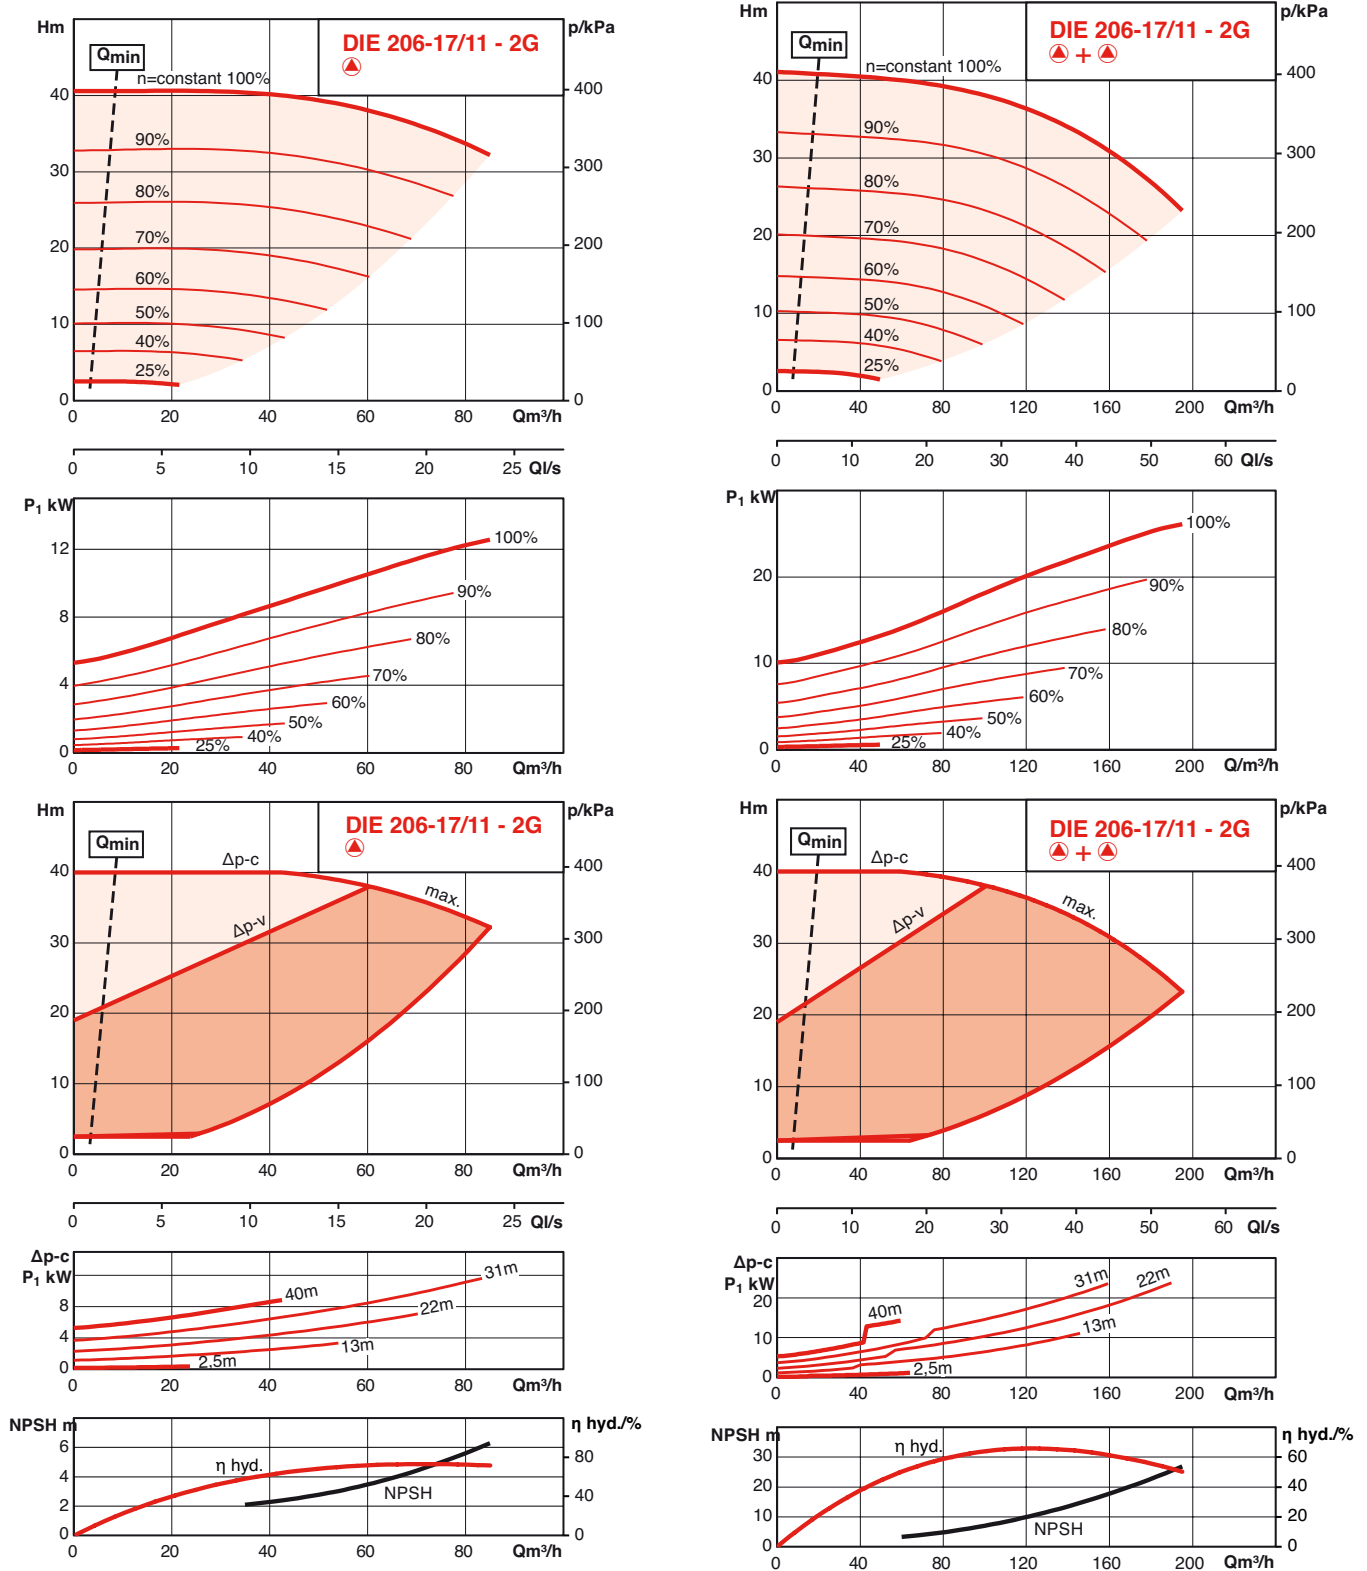 Hm
p/kPa
DIE 206-17/11 - 2G
Qmin
n=constant 100%
90%
80%
70%
60%
50%
40%
25%
40
30
20
10
0
400
300
200
100
0
0 20 40 60 80 Qm³/h
0 5 10 15 20 25 Ql/s
P1 kW
12
8
4
0
100%
90%
80%
70%
60%
50%
40%
25%
0 20 40 60 80 Qm³/h
Hm
p/kPa
DIE 206-17/11 - 2G
Qmin
Δp-c
Δp-v
max.
40
30
20
10
0
400
300
200
100
0
0 20 40 60 80 Qm³/h
0 5 10 15 20 25 Ql/s
Δp-c
P1 kW
8
4
0
40m
31m
22m
13m
2,5m
0 20 40 60 80 Qm³/h
NPSH m
η hyd./%
6
4
2
0
80
40
0
η hyd.
NPSH
0 20 40 60 80 Qm³/h
Hm
p/kPa
DIE 206-17/11 - 2G
+
Qmin
n=constant 100%
90%
80%
70%
60%
50%
40%
25%
40
30
20
10
0
400
300
200
100
0
0 40 80 120 160 200 Qm³/h
0 10 20 30 40 50 60 Ql/s
P1 kW
20
10
0
100%
90%
80%
70%
60%
50%
40%
25%
0 40 80 120 160 200 Q/m³/h
Hm
p/kPa
DIE 206-17/11 - 2G
+
Qmin
Δp-c
Δp-v
max.
40
30
20
10
0
400
300
200
100
0
0 40 80 120 160 200 Qm³/h
0 10 20 30 40 50 60 Ql/s
Δp-c
P1 kW
20
10
0
40m
31m
22m
13m
2,5m
0 40 80 120 160 200 Qm³/h
NPSH m
η hyd./%
30
20
10
0
60
40
20
0
η hyd.
NPSH
0 40 80 120 160 200 Qm³/h